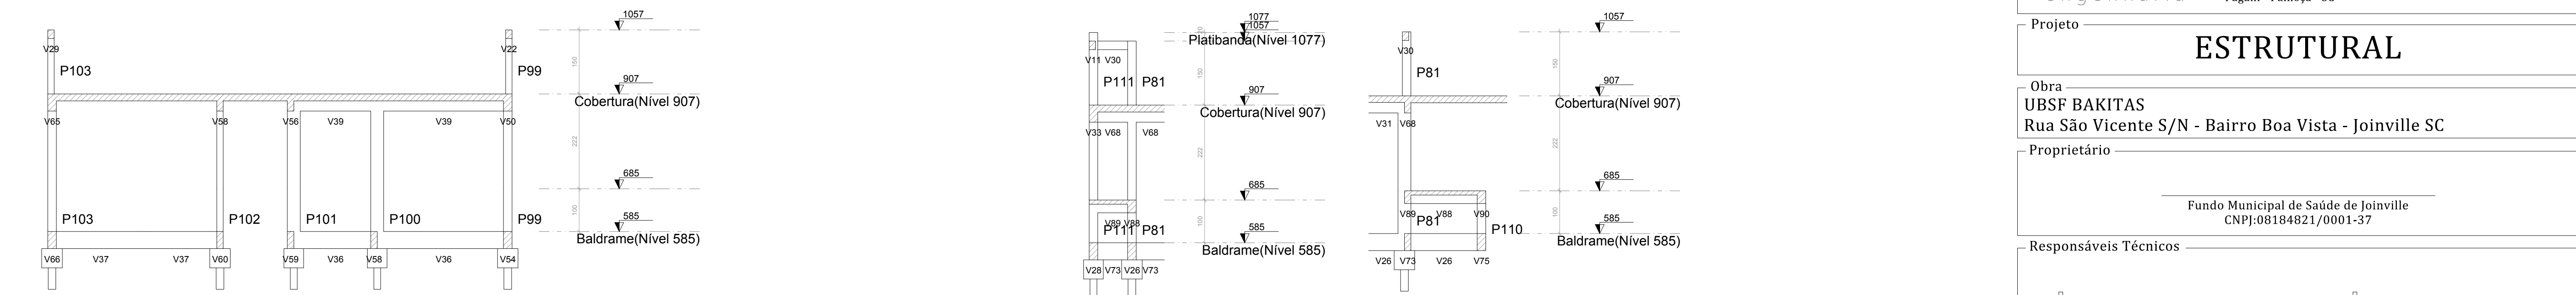 1057
V29
V22
P103
P99
150
907
Cobertura(Nível 907)
V65
V58
V56
V39
V39
V50
222
685
100
P103
P102
P101
P100
P99
585
Baldrame(Nível 585)
V66
V37
V37
V60
V59
V36
V58
V36
V54
1077
1057
Platibanda(Nível 1077)
V11
V30
P111
P81
150
907
Cobertura(Nível 907)
V33
V68
V68
222
685
V89
V88
P111
P81
100
585
Baldrame(Nível 585)
V28
V73
V26
V73
1057
V30
P81
150
907
Cobertura(Nível 907)
V31
V68
222
685
V89
V88
V90
P81
P110
100
585
Baldrame(Nível 585)
V26
V73
V26
V75
Projeto
ESTRUTURAL
Obra
UBSF BAKITAS
Rua São Vicente S/N - Bairro Boa Vista - Joinville SC
Proprietário
Fundo Municipal de Saúde de Joinville
CNPJ:08184821/0001-37
Responsáveis Técnicos